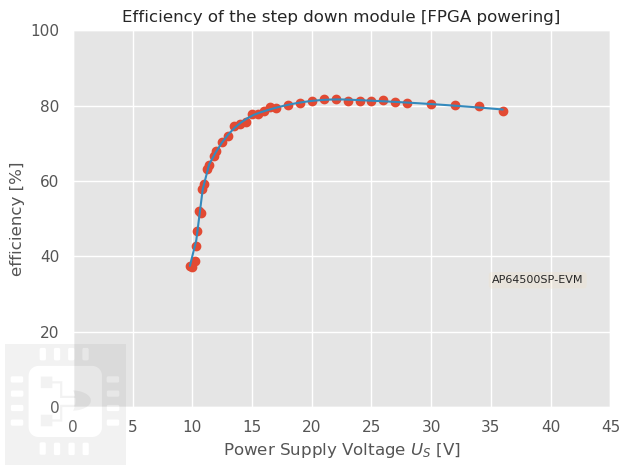 Efficiency of the step down module [FPGA powering]
100
80
60
40
20
0
efficiency [%]
AP64500SP-EVM
0 5 10 15 20 25 30 35 40 45
Power Supply Voltage U_S [V]